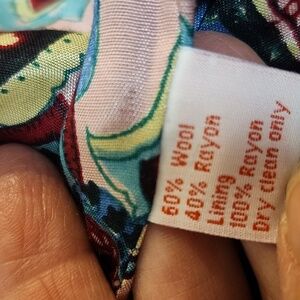 60% Wool
40% Rayon
Lining
100% Rayon
Dry clean only